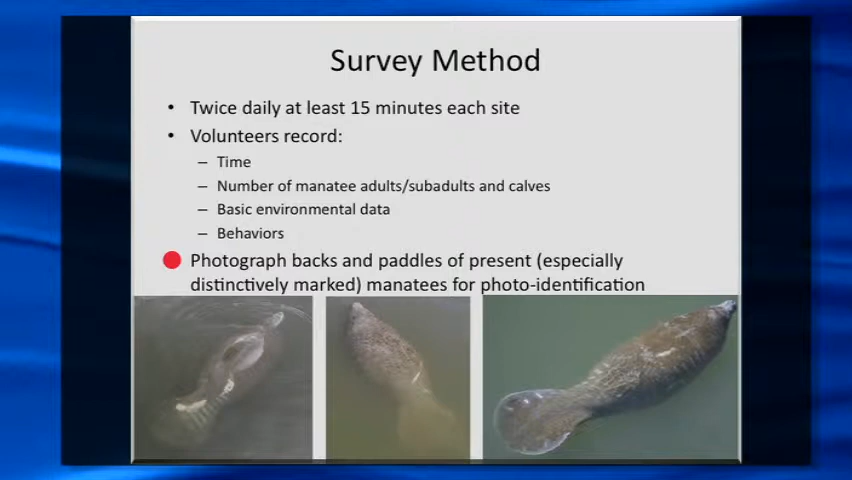 Survey Method
• Twice daily at least 15 minutes each site
• Volunteers record:
– Time
– Number of manatee adults/subadults and calves
– Basic environmental data
– Behaviors
Photograph backs and paddles of present (especially
distinctively marked) manatees for photo-identification